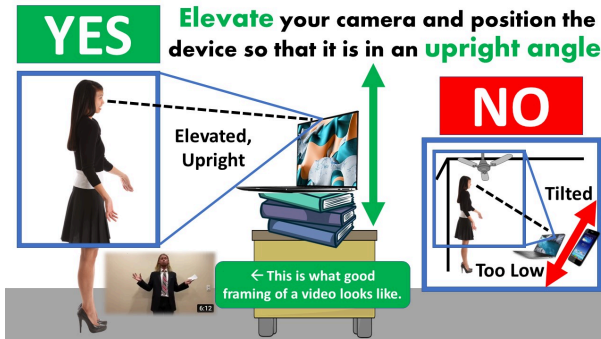 YES
Elevate your camera and position the
device so that it is in an upright angle
Elevated,
Upright
NO
Tilted
Too Low
← This is what good
framing of a video looks like.
6:12